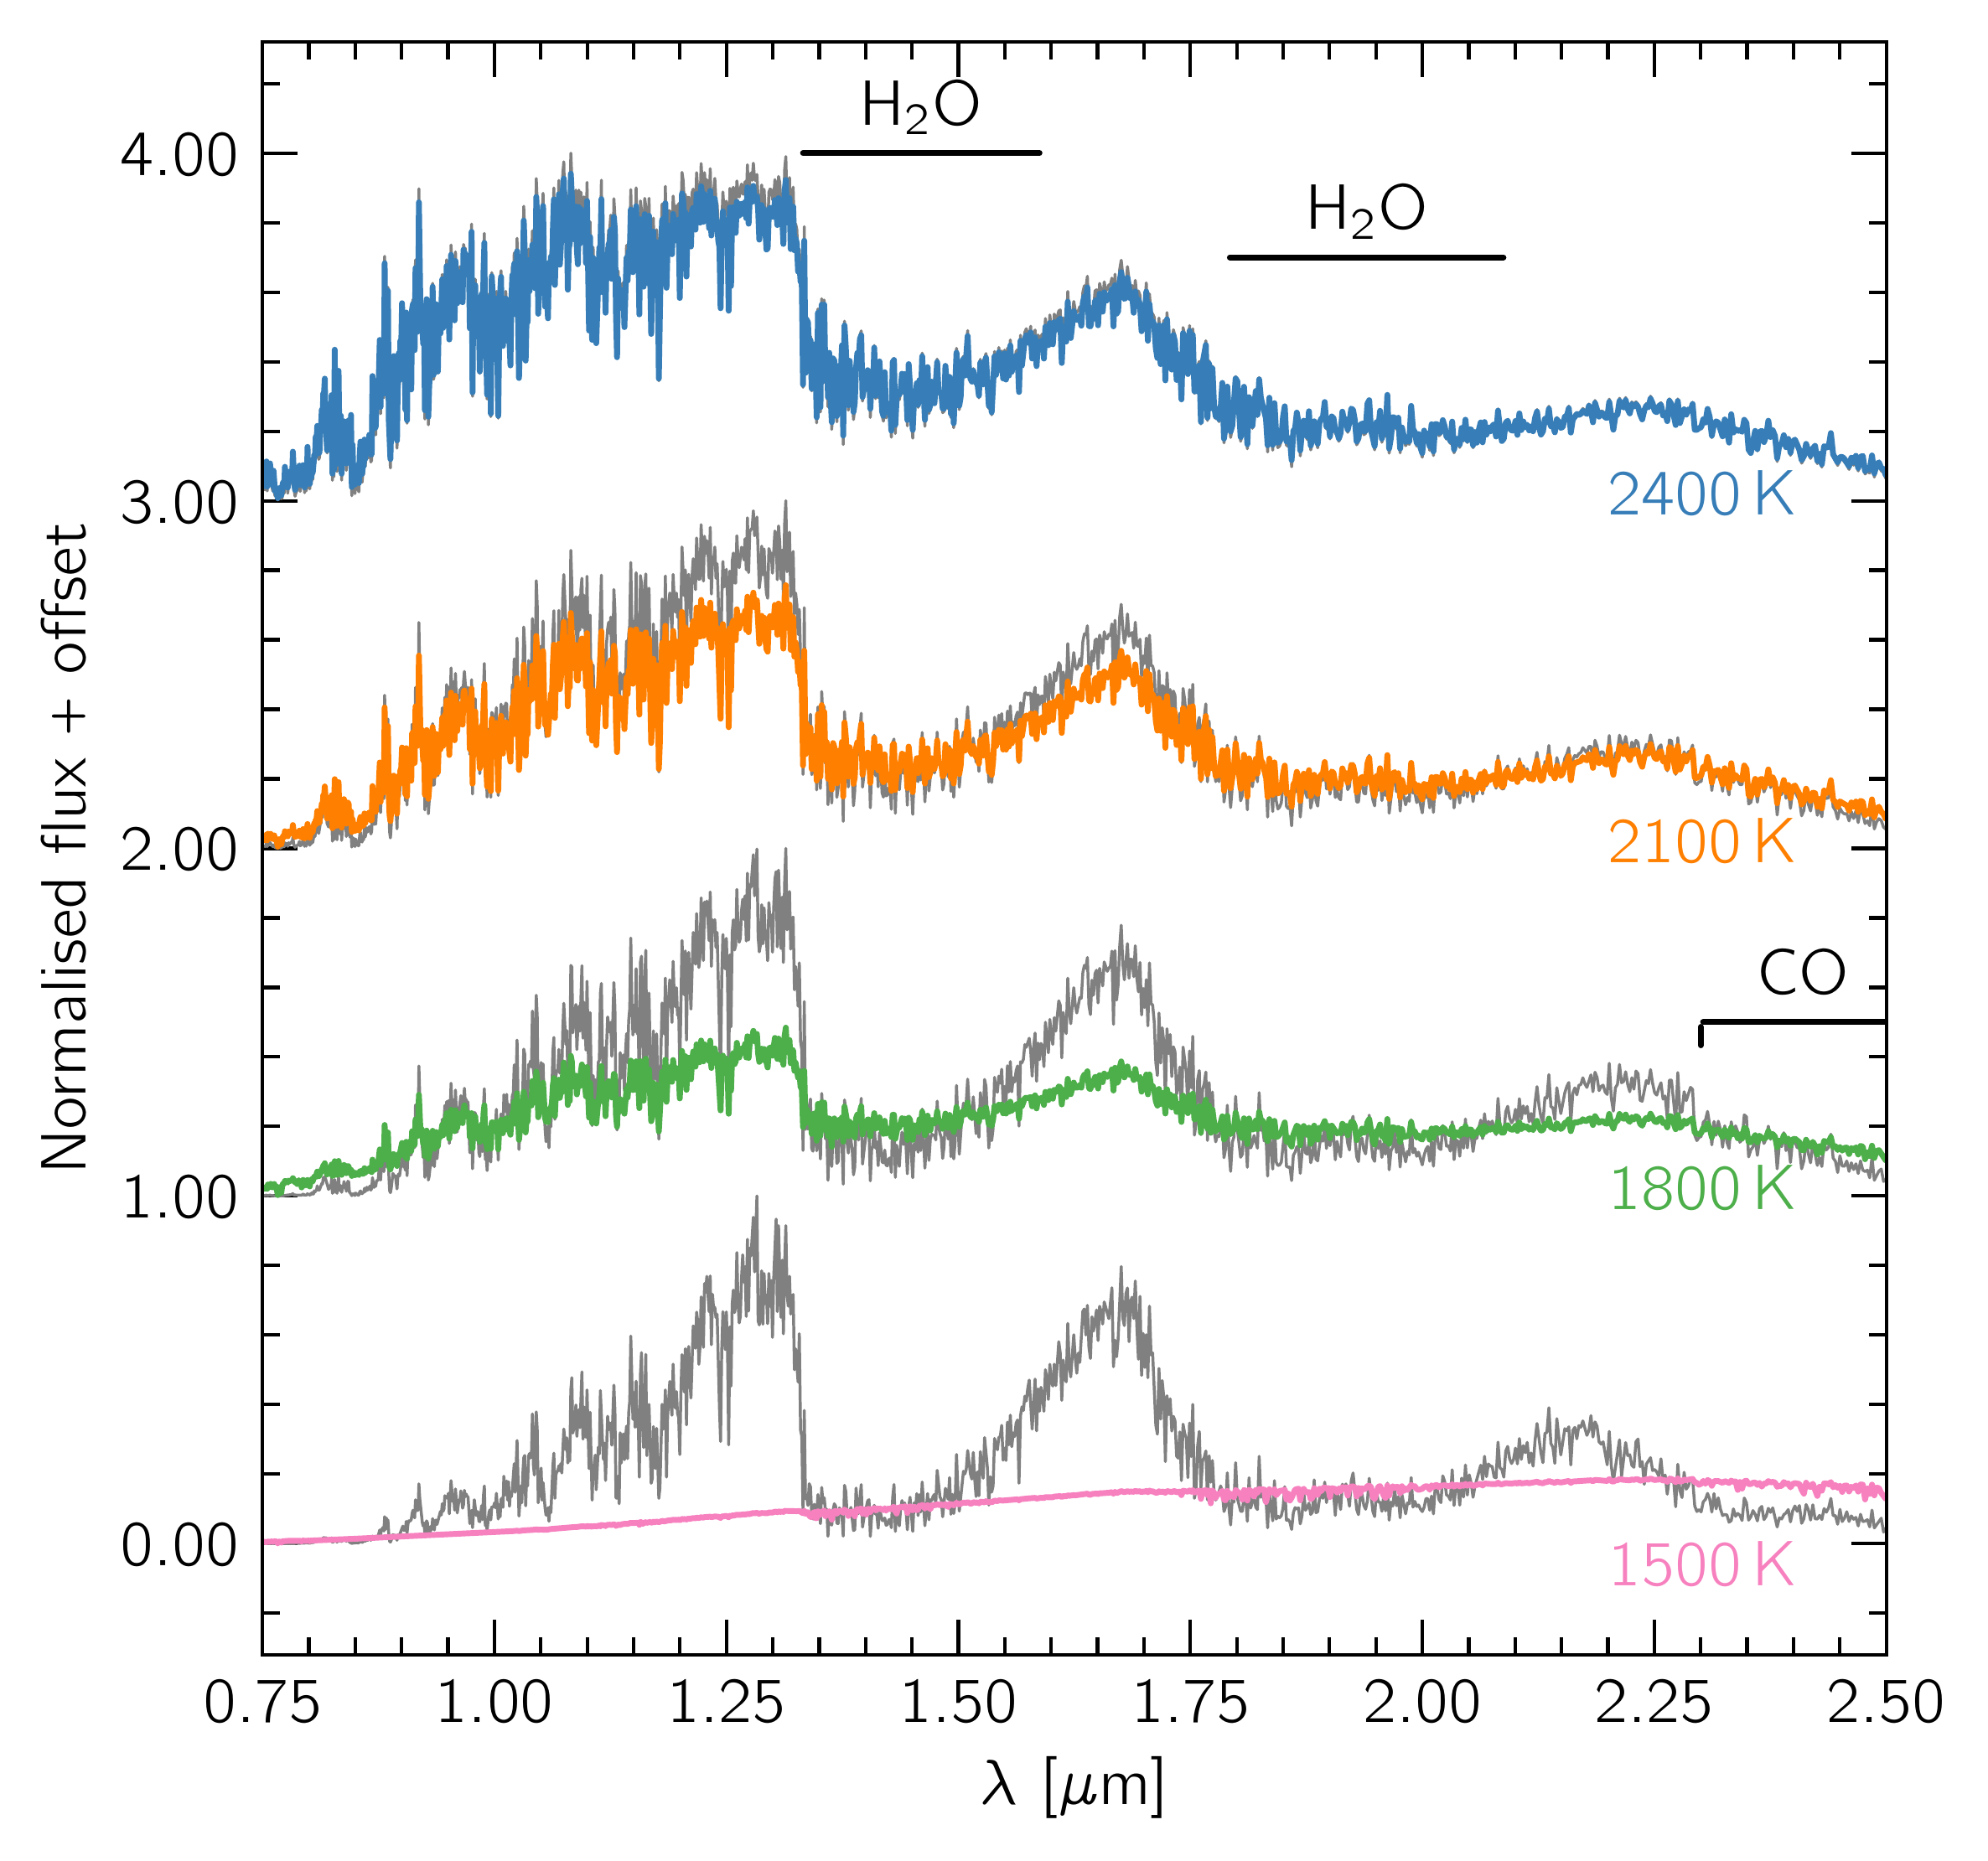 H₂O
4.00
H₂O
3.00
2400 K
2.00
2100 K
CO
1.00
1800 K
0.00
1500 K
0.75 1.00 1.25 1.50 1.75 2.00 2.25 2.50
λ [μm]
Normalised flux + offset